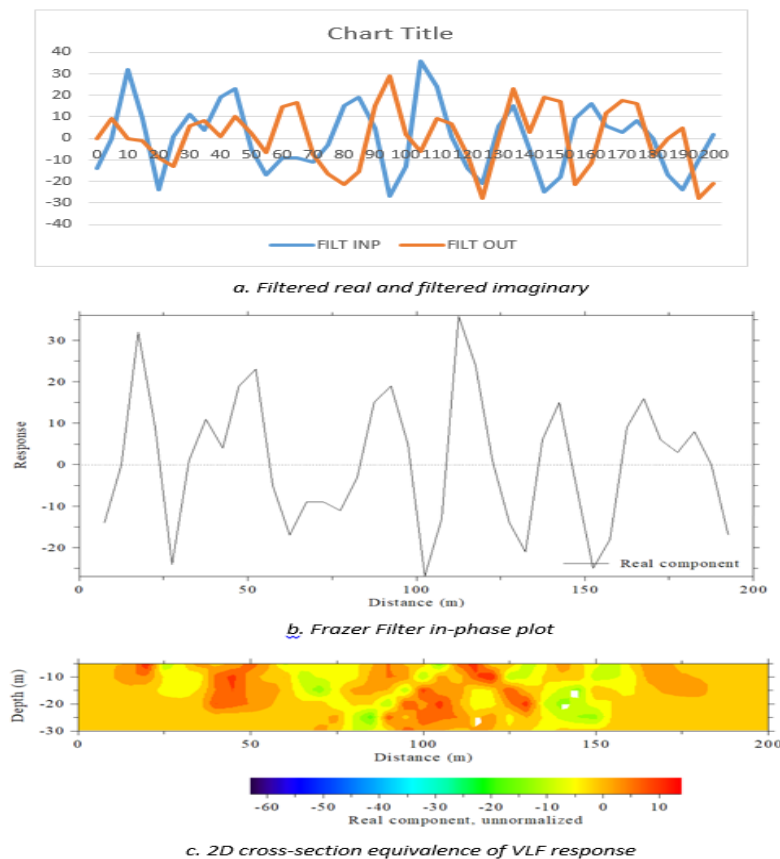 Chart Title
40
30
20
10
0
-10
-20
-30
-40
0 10 20 30 40 50 60 70 80 90 100 110 120 130 140 150 160 170 180 190 200
FILT INP FILT OUT
a. Filtered real and filtered imaginary
30
20
10
0
-10
-20
Response
Real component
0 50 100 150 200
Distance (m)
b. Frazer Filter in-phase plot
Depth (m)
-10
-20
-30
0 50 100 150 200
Distance (m)
-60 -50 -40 -30 -20 -10 0 10
Real component, unnormalized
c. 2D cross-section equivalence of VLF response